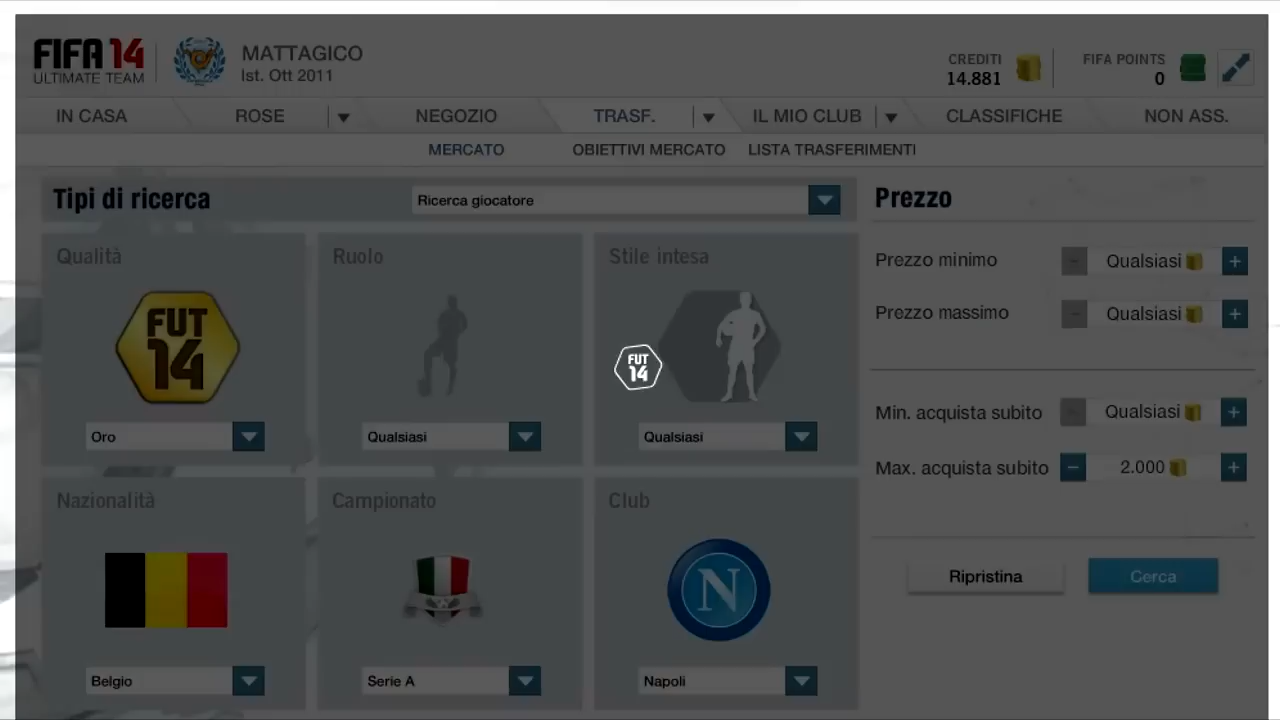 FIFA 14
ULTIMATE TEAM
MATTAGICO
Ist. Ott 2011
CREDITI
14.881
FIFA POINTS
0
IN CASA
ROSE
NEGOZIO
TRASF.
IL MIO CLUB
CLASSIFICHE
NON ASS.
MERCATO
OBIETTIVI MERCATO
LISTA TRASFERIMENTI
Tipi di ricerca
Ricerca giocatore
Qualità
FUT
14
Oro
Ruolo
Qualsiasi
Stile intesa
FUT
14
Qualsiasi
Nazionalità
Belgio
Campionato
Serie A
Club
N
Napoli
Prezzo
Prezzo minimo
- Qualsiasi +
Prezzo massimo
- Qualsiasi +
Min. acquista subito
- Qualsiasi +
Max. acquista subito
- 2.000 +
Ripristina
Cerca